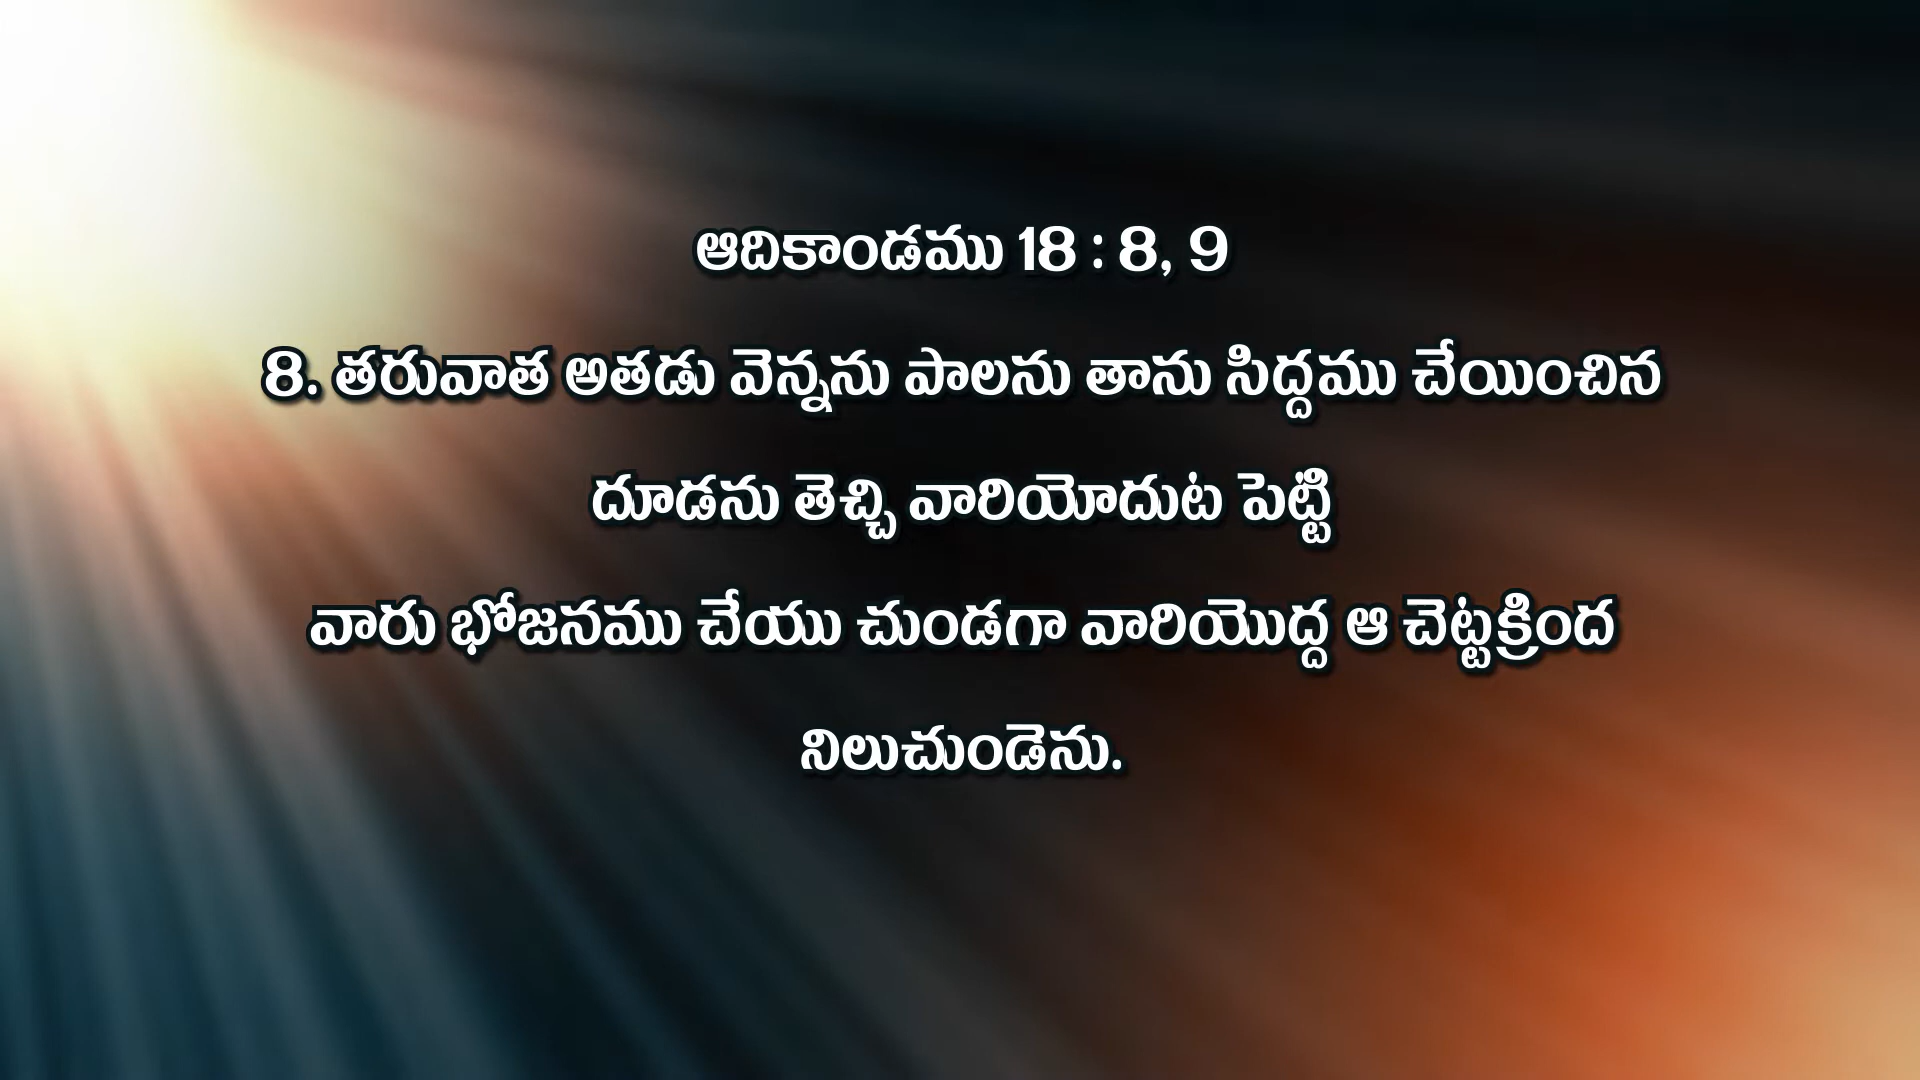 ఆదికాండము 18 : 8, 9
8. తరువాత అతడు వెన్నను పాలను తాను సిద్దము చేయించిన
దూడను తెచ్చి వారియోదుట పెట్టి
వారు భోజనము చేయు చుండగా వారియొద్ద ఆ చెట్టక్రింద
నిలుచుండెను.